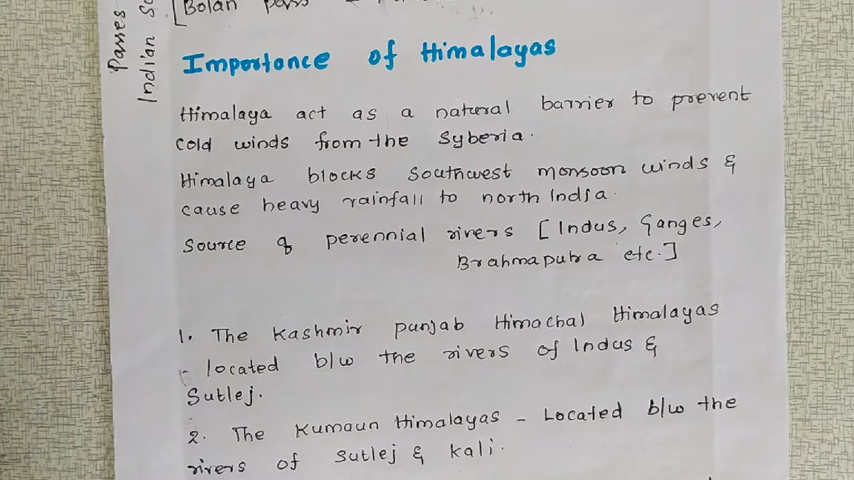 Passes
Indian
[Bolan pass
Importance of Himalayas
Himalaya act as a natural barrier to prevent
cold winds from the Syberia.
Himalaya blocks southwest monsoon winds &
cause heavy rainfall to north India.
Source of perennial rivers [Indus, Ganges,
Brahmaputra etc.]
1. The Kashmir punjab Himachal Himalayas
- located b/w the rivers of Indus &
Sutlej.
2. The Kumaun Himalayas - Located b/w the
rivers of Sutlej & Kali.